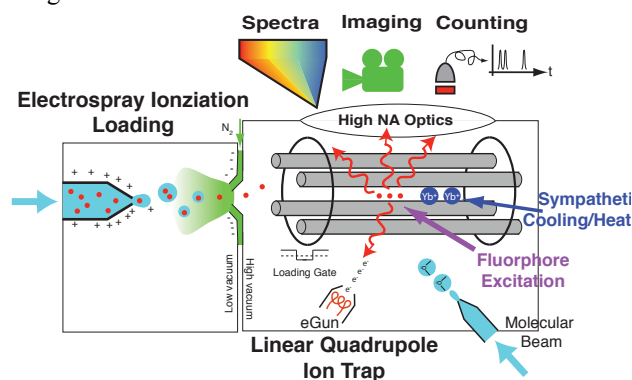 Spectra
Imaging
Counting
t
Electrospray Ionziation
Loading
N₂
High NA Optics
Yb⁺ Yb⁺
Sympatheti
Cooling/Heat
Fluorophore
Excitation
Low vacuum
High vacuum
Loading Gate
e⁻
e⁻
e⁻
e⁻
eGun
Molecular
Beam
Linear Quadrupole
Ion Trap